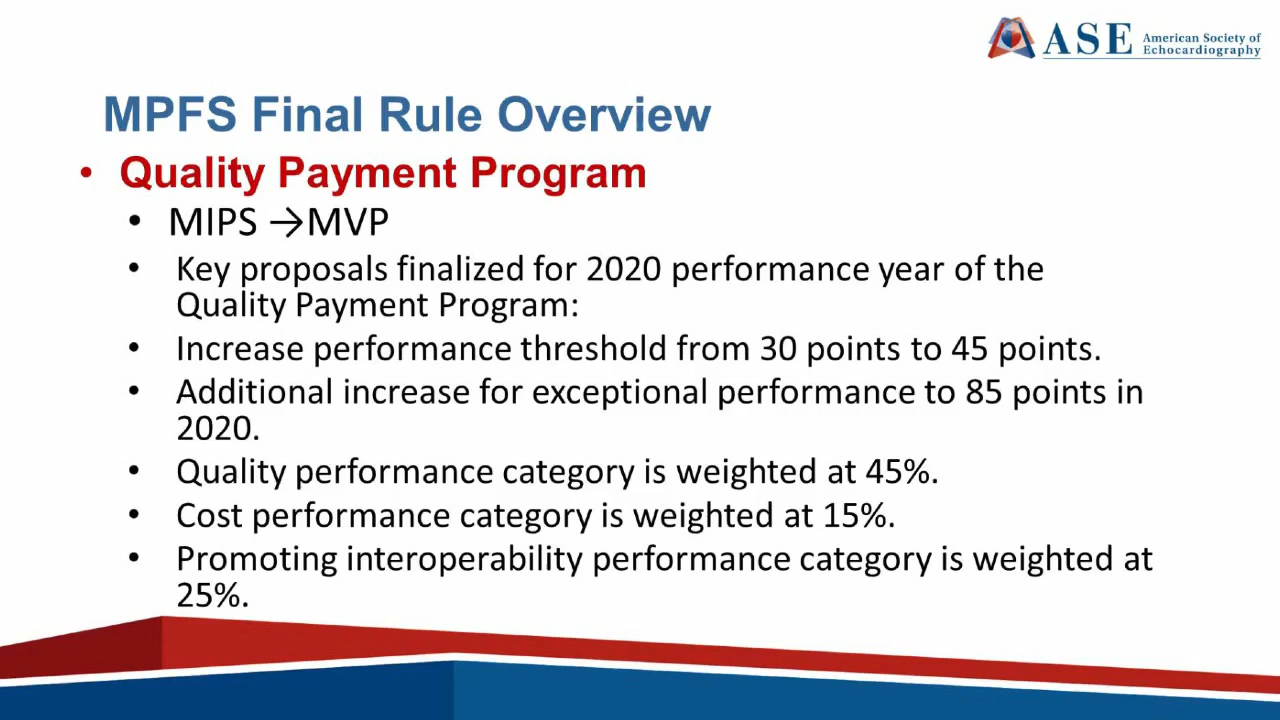 ASE American Society of
Echocardiography
MPFS Final Rule Overview
• Quality Payment Program
• MIPS →MVP
• Key proposals finalized for 2020 performance year of the
Quality Payment Program:
• Increase performance threshold from 30 points to 45 points.
• Additional increase for exceptional performance to 85 points in
2020.
• Quality performance category is weighted at 45%.
• Cost performance category is weighted at 15%.
• Promoting interoperability performance category is weighted at
25%.